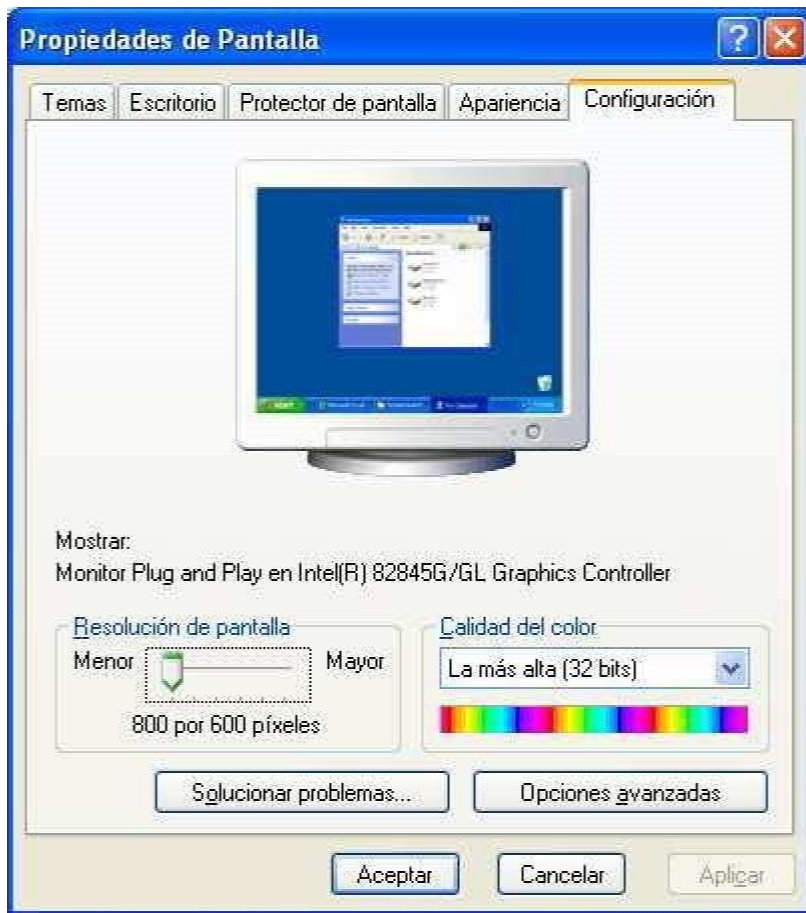 Propiedades de Pantalla
Temas Escritorio Protector de pantalla Apariencia Configuración
Mostrar:
Monitor Plug and Play en Intel(R) 82845G/GL Graphics Controller
Resolución de pantalla
Menor Mayor
800 por 600 píxeles
Calidad del color
La más alta (32 bits)
Solucionar problemas... Opciones avanzadas
Aceptar Cancelar Aplicar